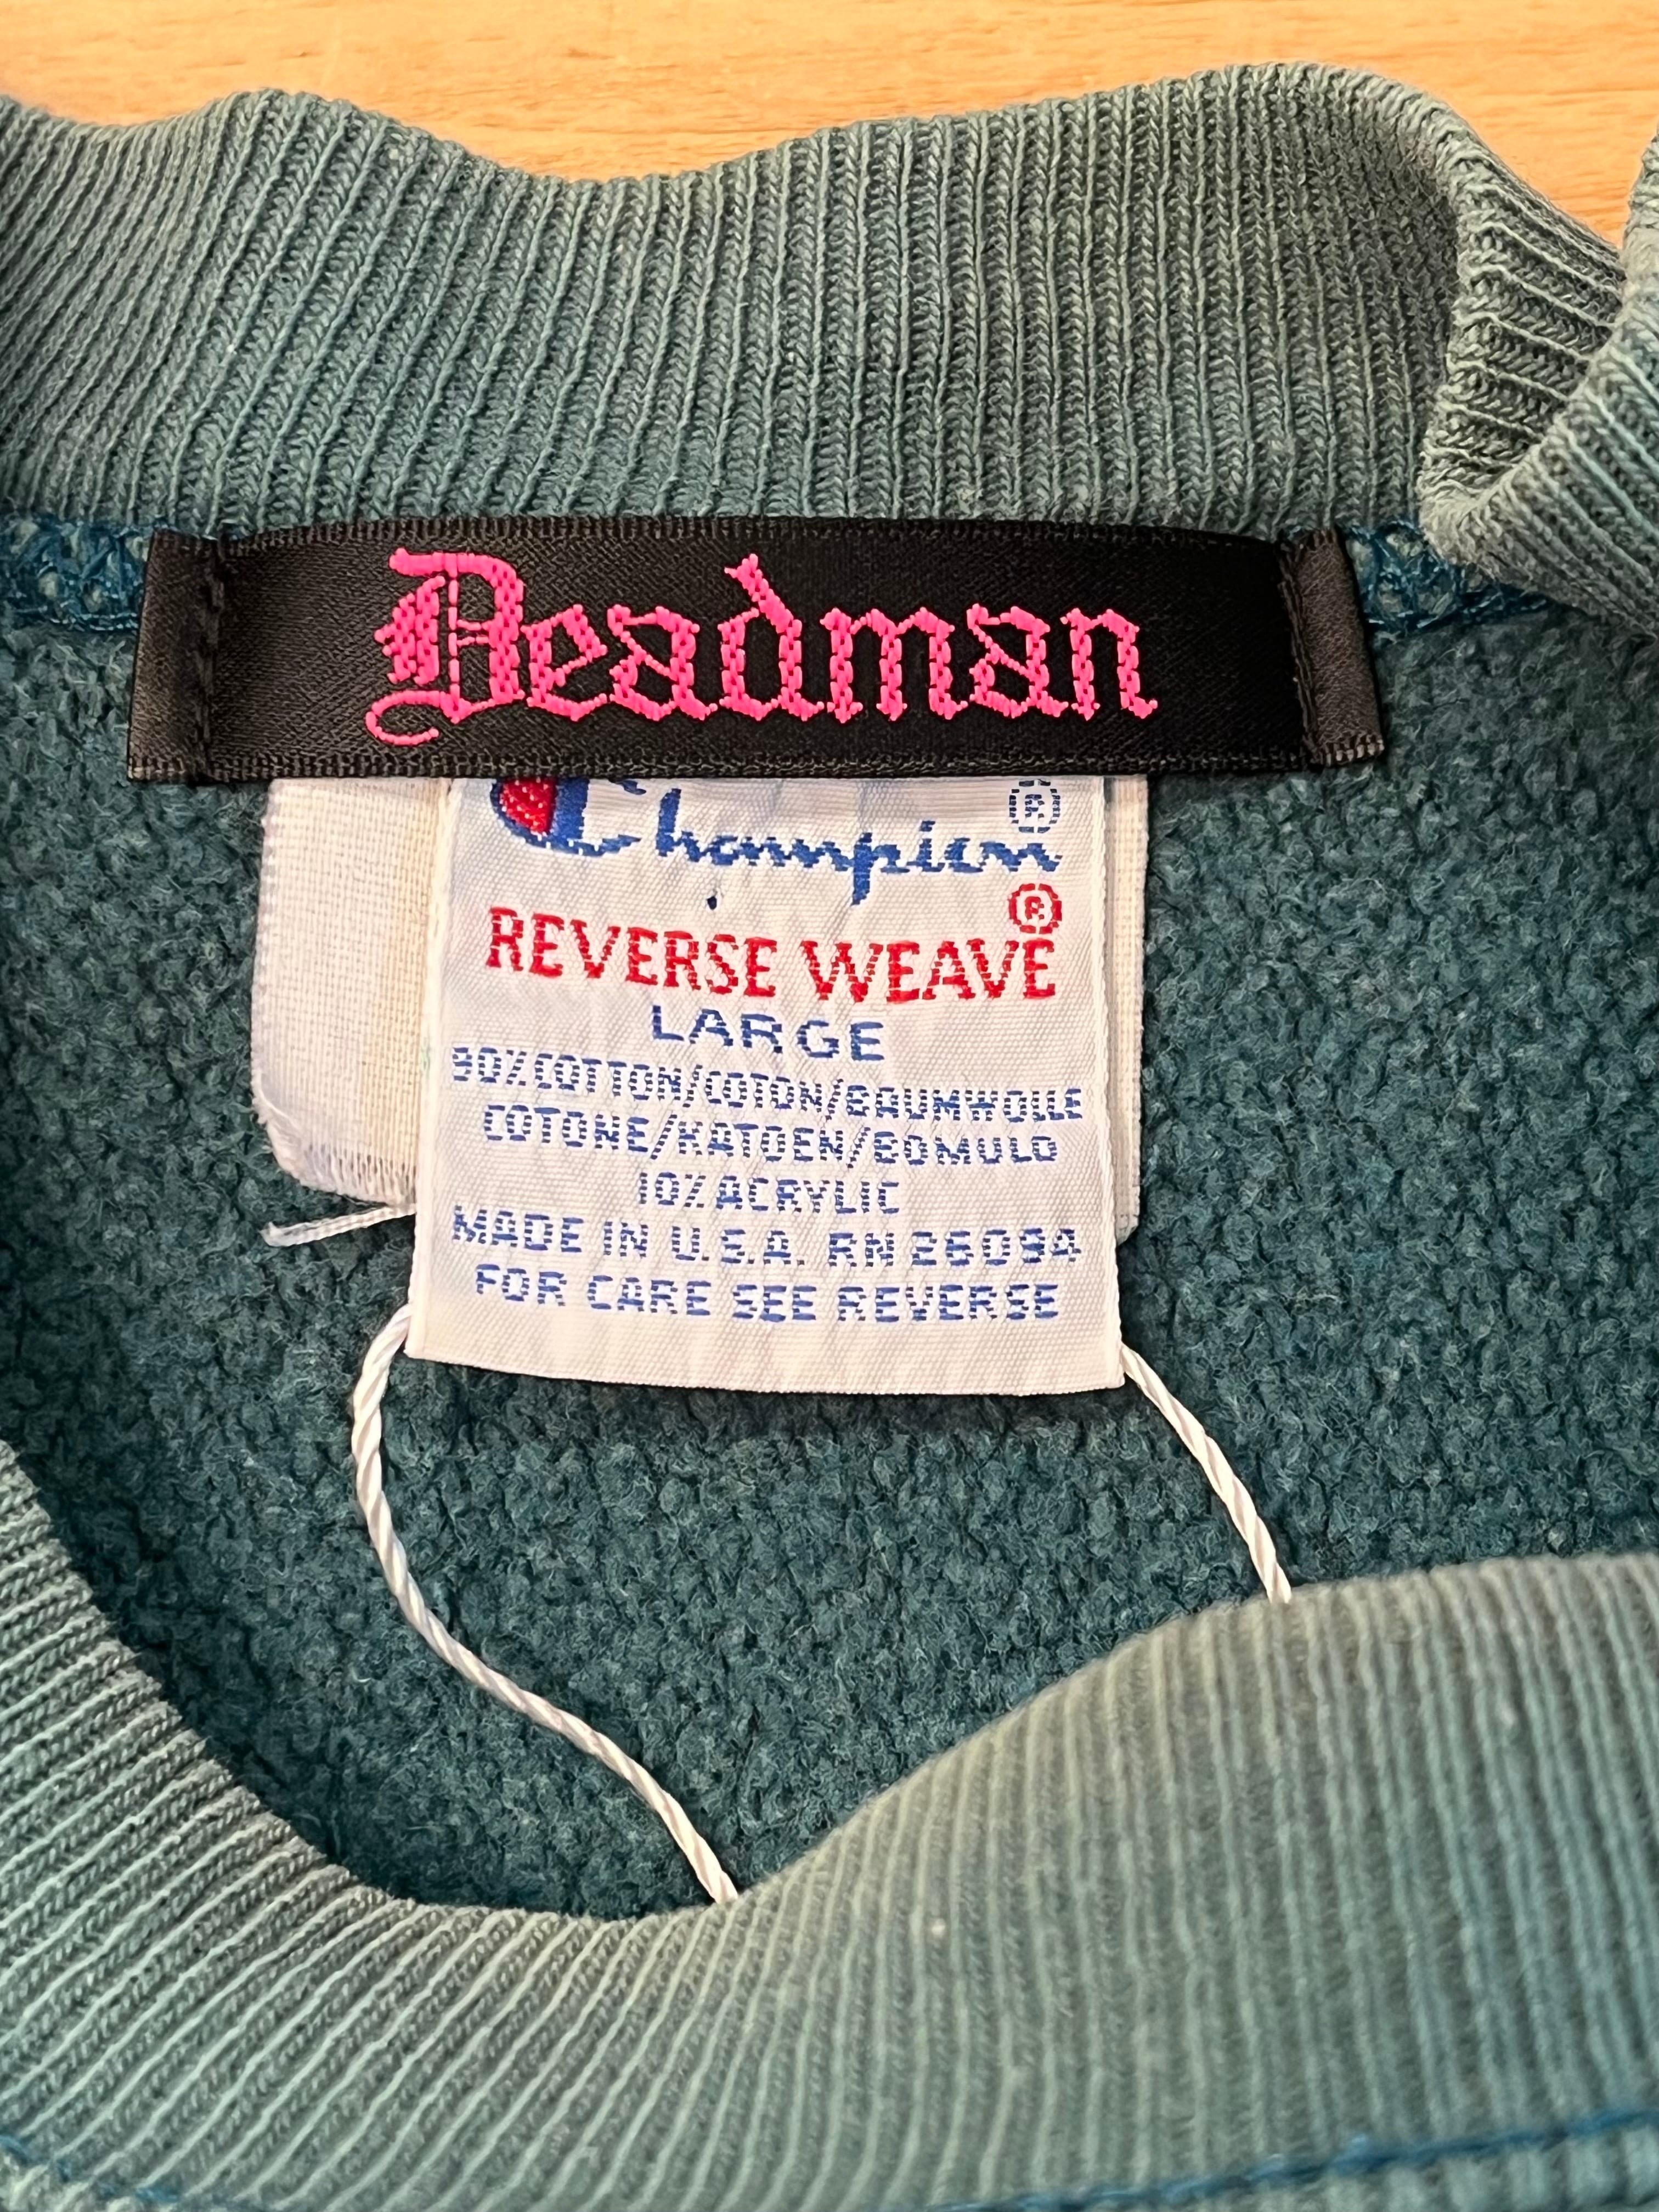 Deadman
Champion®
REVERSE WEAVE®
LARGE
90%COTTON/COTON/BAUMWOLLE
COTONE/KATOEN/BOMULD
10%ACRYLIC
MADE IN U.S.A. RN 26094
FOR CARE SEE REVERSE